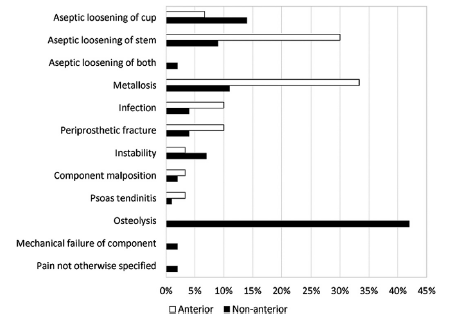 Aseptic loosening of cup
Aseptic loosening of stem
Aseptic loosening of both
Metallosis
Infection
Periprosthetic fracture
Instability
Component malposition
Psoas tendinitis
Osteolysis
Mechanical failure of component
Pain not otherwise specified
0% 5% 10% 15% 20% 25% 30% 35% 40% 45%
Anterior Non-anterior